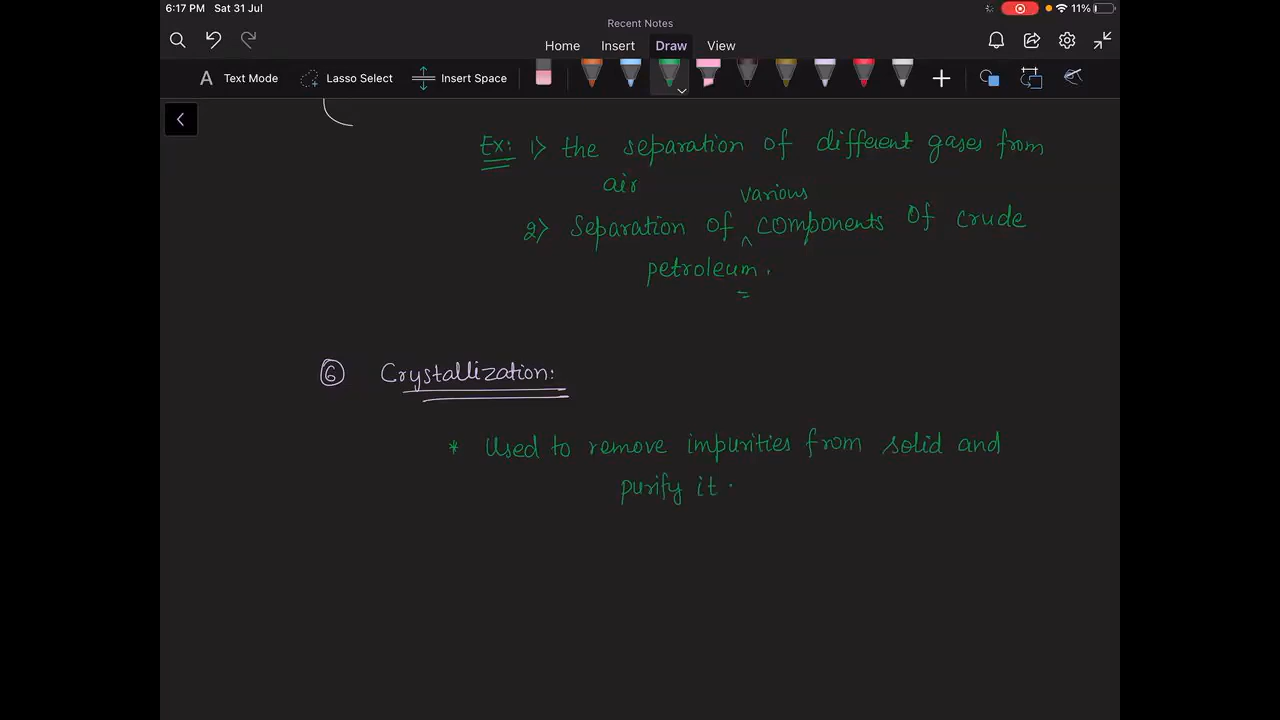 6:17 PM Sat 31 Jul
11%
Recent Notes
Home Insert Draw View
Text Mode Lasso Select Insert Space
Ex: 1> the separation of different gases from
air
various
2> Separation of ^ components of crude
petroleum.
6 Crystallization:
* Used to remove impurities from solid and
purify it.